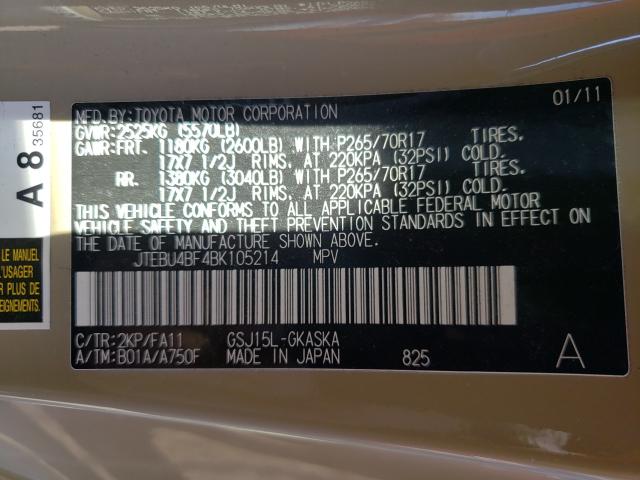 MFD.BY:TOYOTA MOTOR CORPORATION 01/11
GVWR:2525KG (5570LB)
GAWR:FRT. 1180KG (2600LB) WITH P265/70R17 TIRES.
17X7 1/2J RIMS. AT 220KPA (32PSI) COLD.
RR. 1380KG (3040LB) WITH P265/70R17 TIRES.
17X7 1/2J RIMS, AT 220KPA (32PSI) COLD.
THIS VEHICLE CONFORMS TO ALL APPLICABLE FEDERAL MOTOR
VEHICLE SAFETY AND THEFT PREVENTION STANDARDS IN EFFECT ON
THE DATE OF MANUFACTURE SHOWN ABOVE.
JTEBU4BF4BK105214 MPV
C/TR:2KP/FA11 GSJ15L-GKASKA
A/TM:B01A/A750F MADE IN JAPAN 825 A
A 8 35681
LE MANUEL
L'USAGER